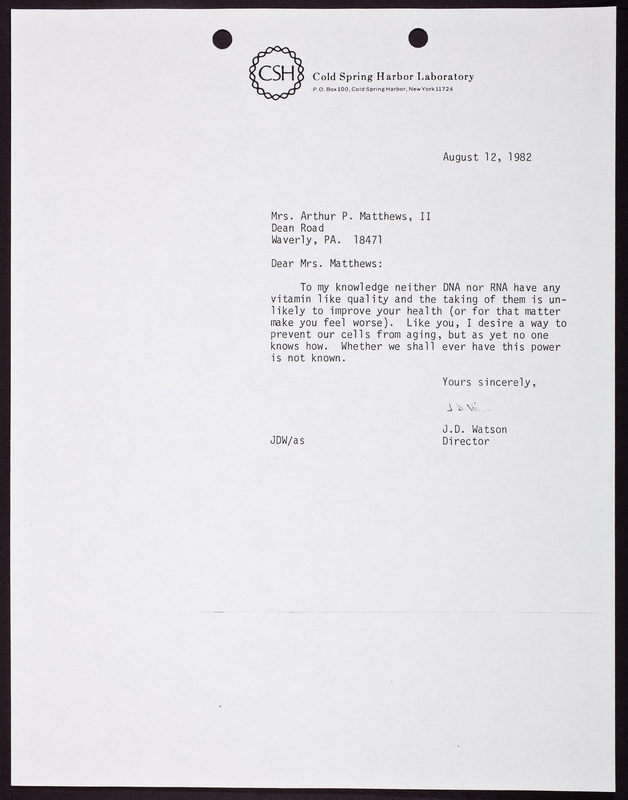 CSH
Cold Spring Harbor Laboratory
P.O. Box 100, Cold Spring Harbor, New York 11724
August 12, 1982
Mrs. Arthur P. Matthews, II
Dean Road
Waverly, PA.  18471
Dear Mrs. Matthews:
To my knowledge neither DNA nor RNA have any
vitamin like quality and the taking of them is un-
likely to improve your health (or for that matter
make you feel worse).  Like you, I desire a way to
prevent our cells from aging, but as yet no one
knows how.  Whether we shall ever have this power
is not known.
Yours sincerely,
J.D. Watson
JDW/as Director